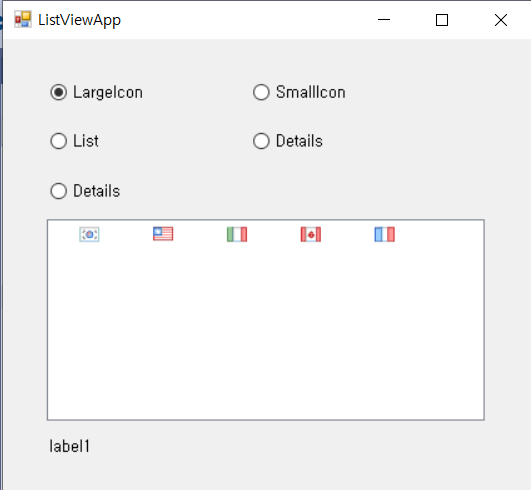 ListViewApp
LargeIcon SmallIcon
List Details
Details
label1